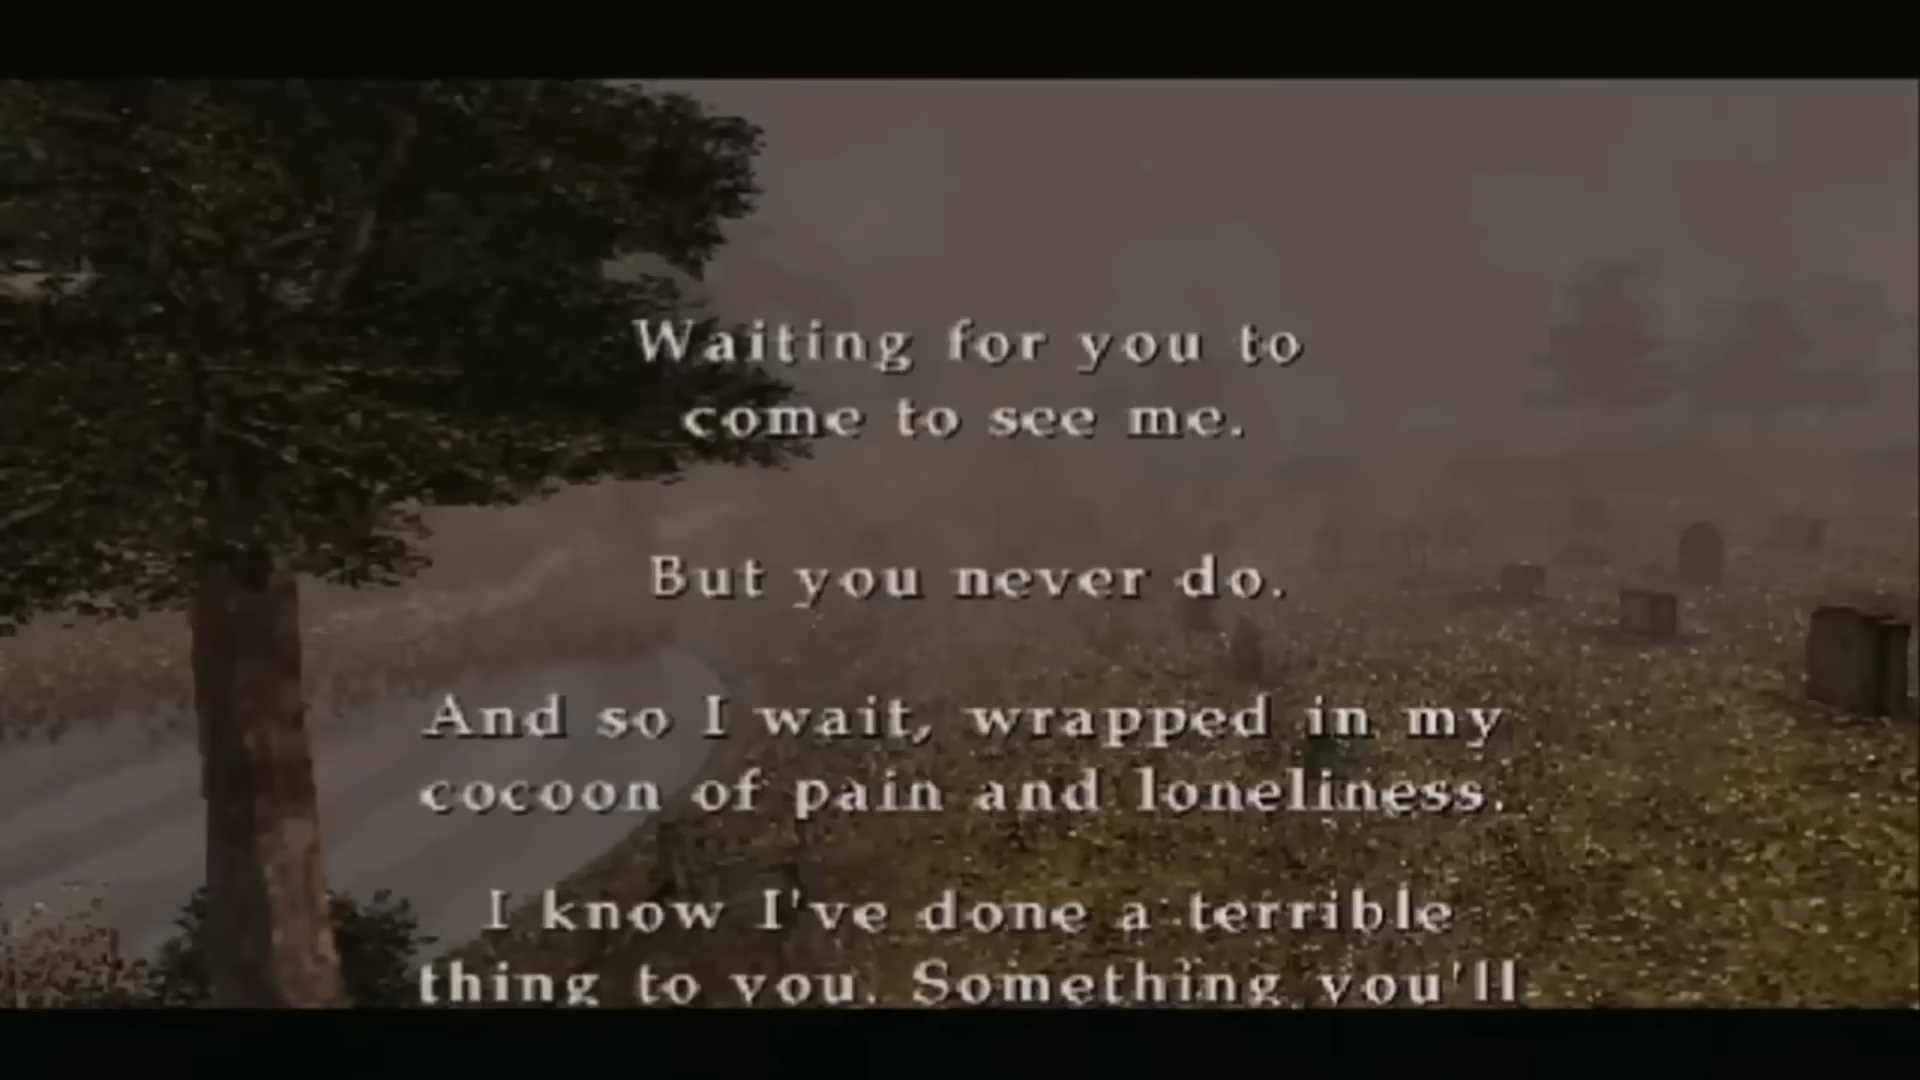 Waiting for you to
come to see me.
But you never do.
And so I wait, wrapped in my
cocoon of pain and loneliness.
I know I've done a terrible
thing to you. Something you'll